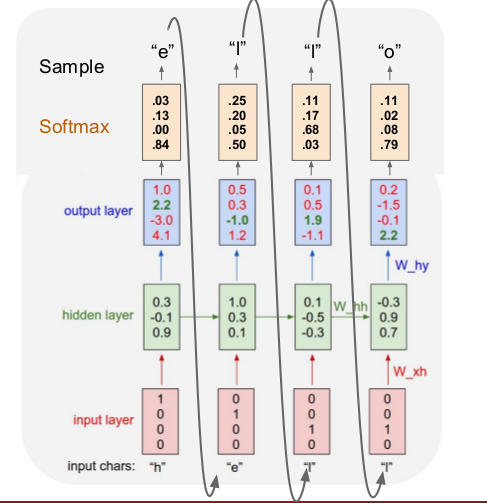 "e" "l" "l" "o"
Sample
Softmax
.03 .25 .11 .11
.13 .20 .17 .02
.00 .05 .68 .08
.84 .50 .03 .79
output layer
1.0 0.5 0.1 0.2
2.2 0.3 0.5 -1.5
-3.0 -1.0 1.9 -0.1
4.1 1.2 -1.1 2.2
W_hy
hidden layer
0.3 1.0 0.1 -0.3
-0.1 0.3 -0.5 0.9
0.9 0.1 -0.3 0.7
W_hh
W_xh
input layer
1 0 0 0
0 1 0 0
0 0 1 1
0 0 0 0
input chars: "h" "e" "l" "l"